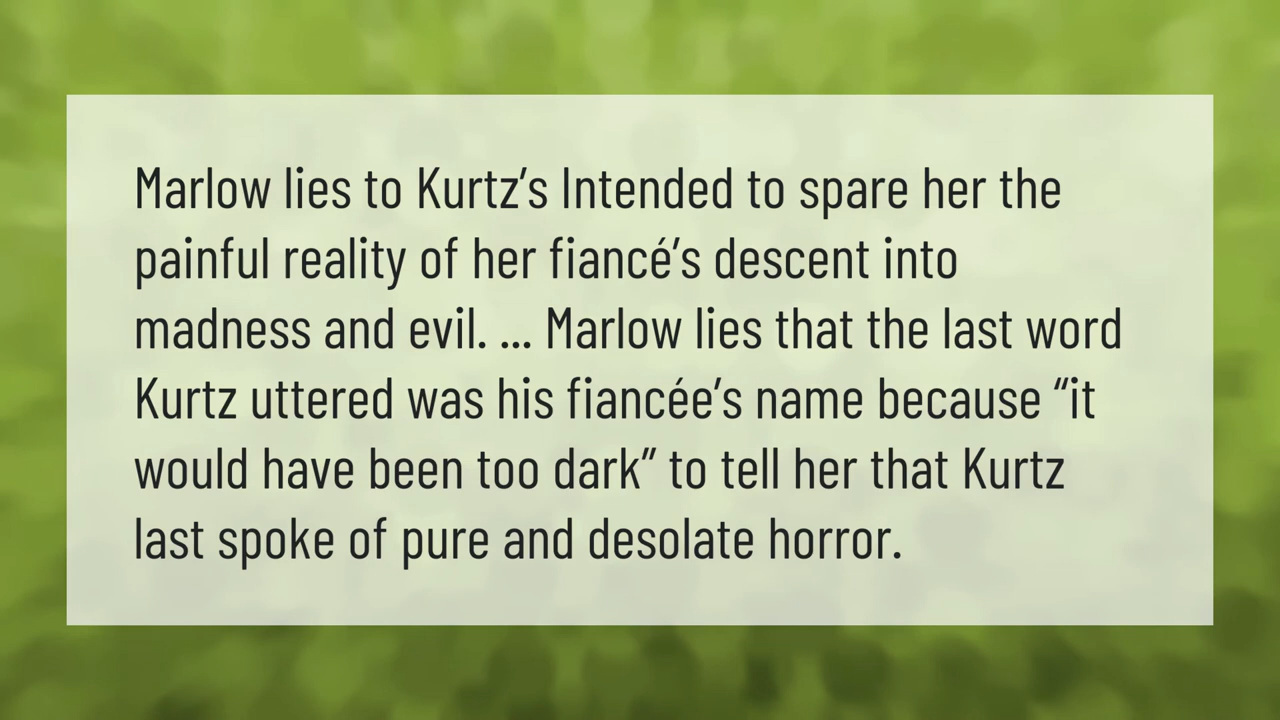 Marlow lies to Kurtz’s Intended to spare her the
painful reality of her fiancé’s descent into
madness and evil. ... Marlow lies that the last word
Kurtz uttered was his fiancée’s name because “it
would have been too dark” to tell her that Kurtz
last spoke of pure and desolate horror.